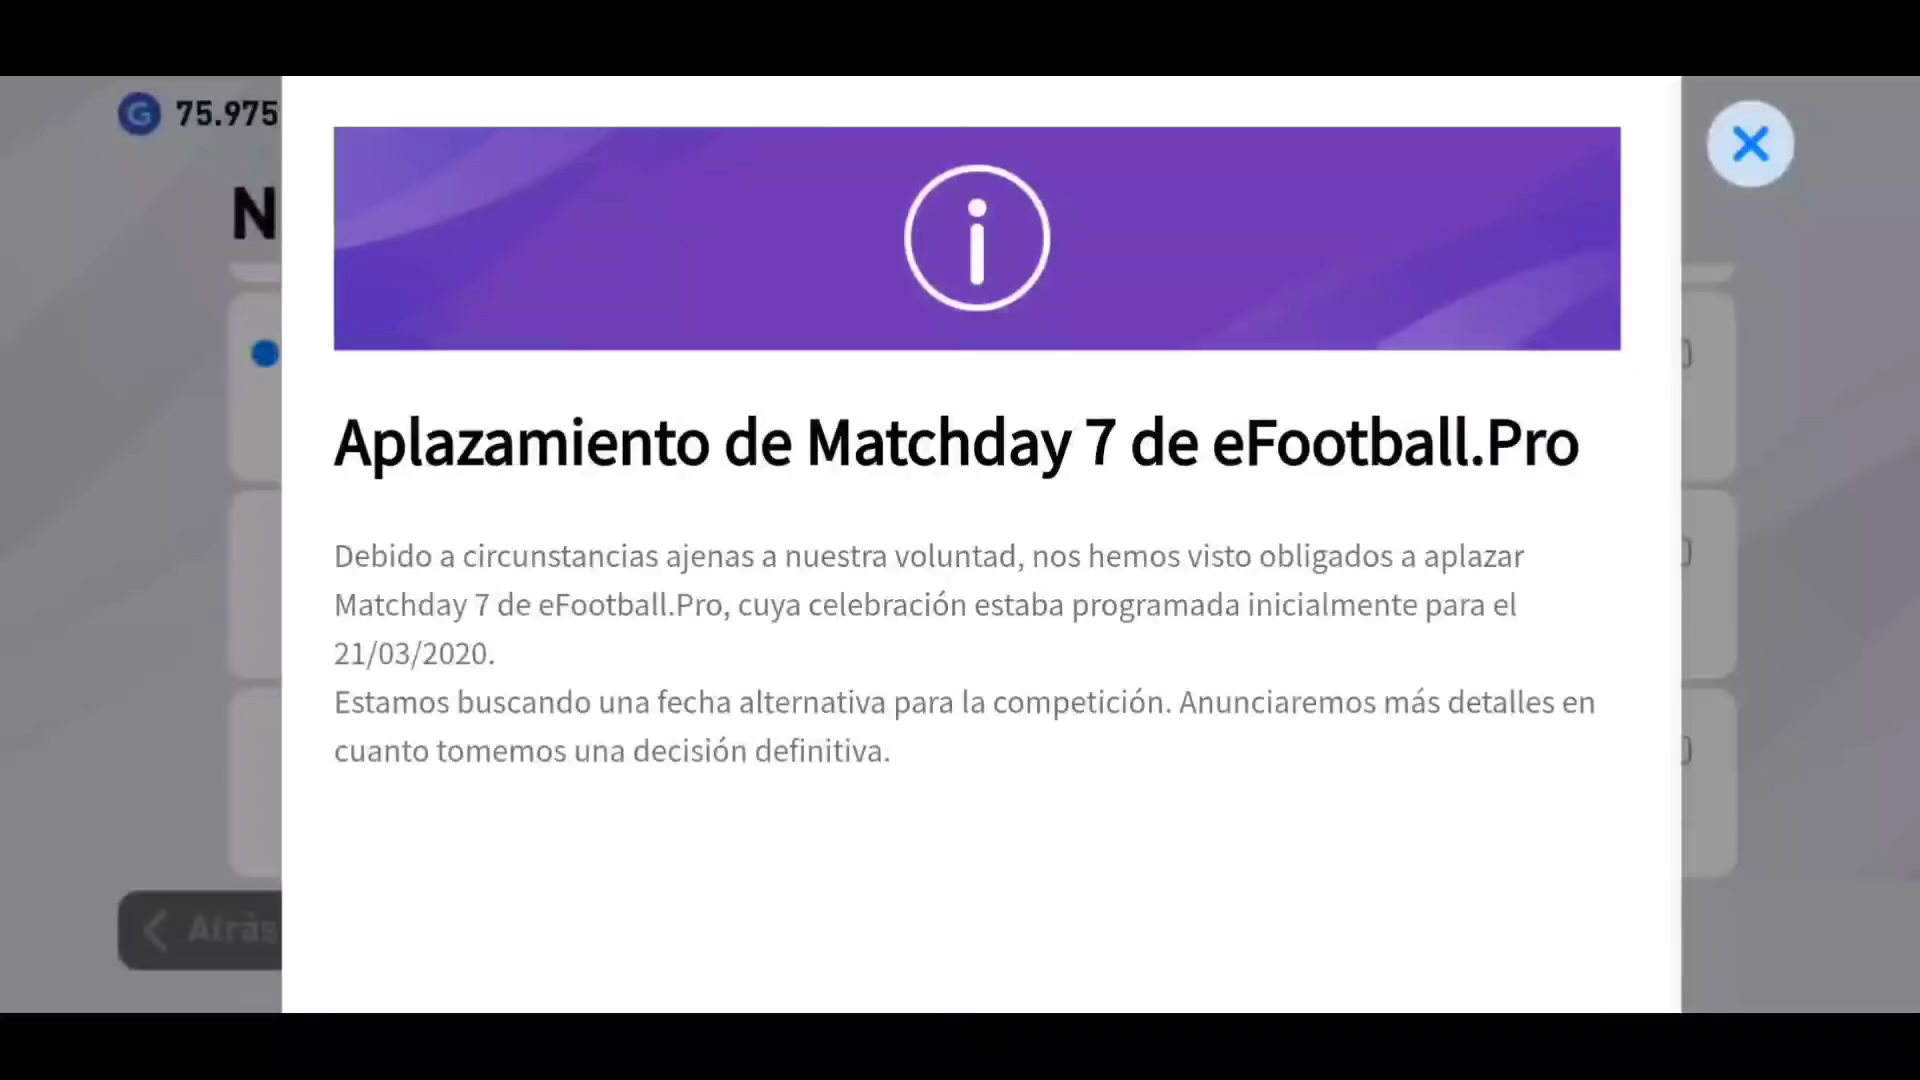 G 75.975
N
Aplazamiento de Matchday 7 de eFootball.Pro
Debido a circunstancias ajenas a nuestra voluntad, nos hemos visto obligados a aplazar
Matchday 7 de eFootball.Pro, cuya celebración estaba programada inicialmente para el
21/03/2020.
Estamos buscando una fecha alternativa para la competición. Anunciaremos más detalles en
cuanto tomemos una decisión definitiva.
Atrás